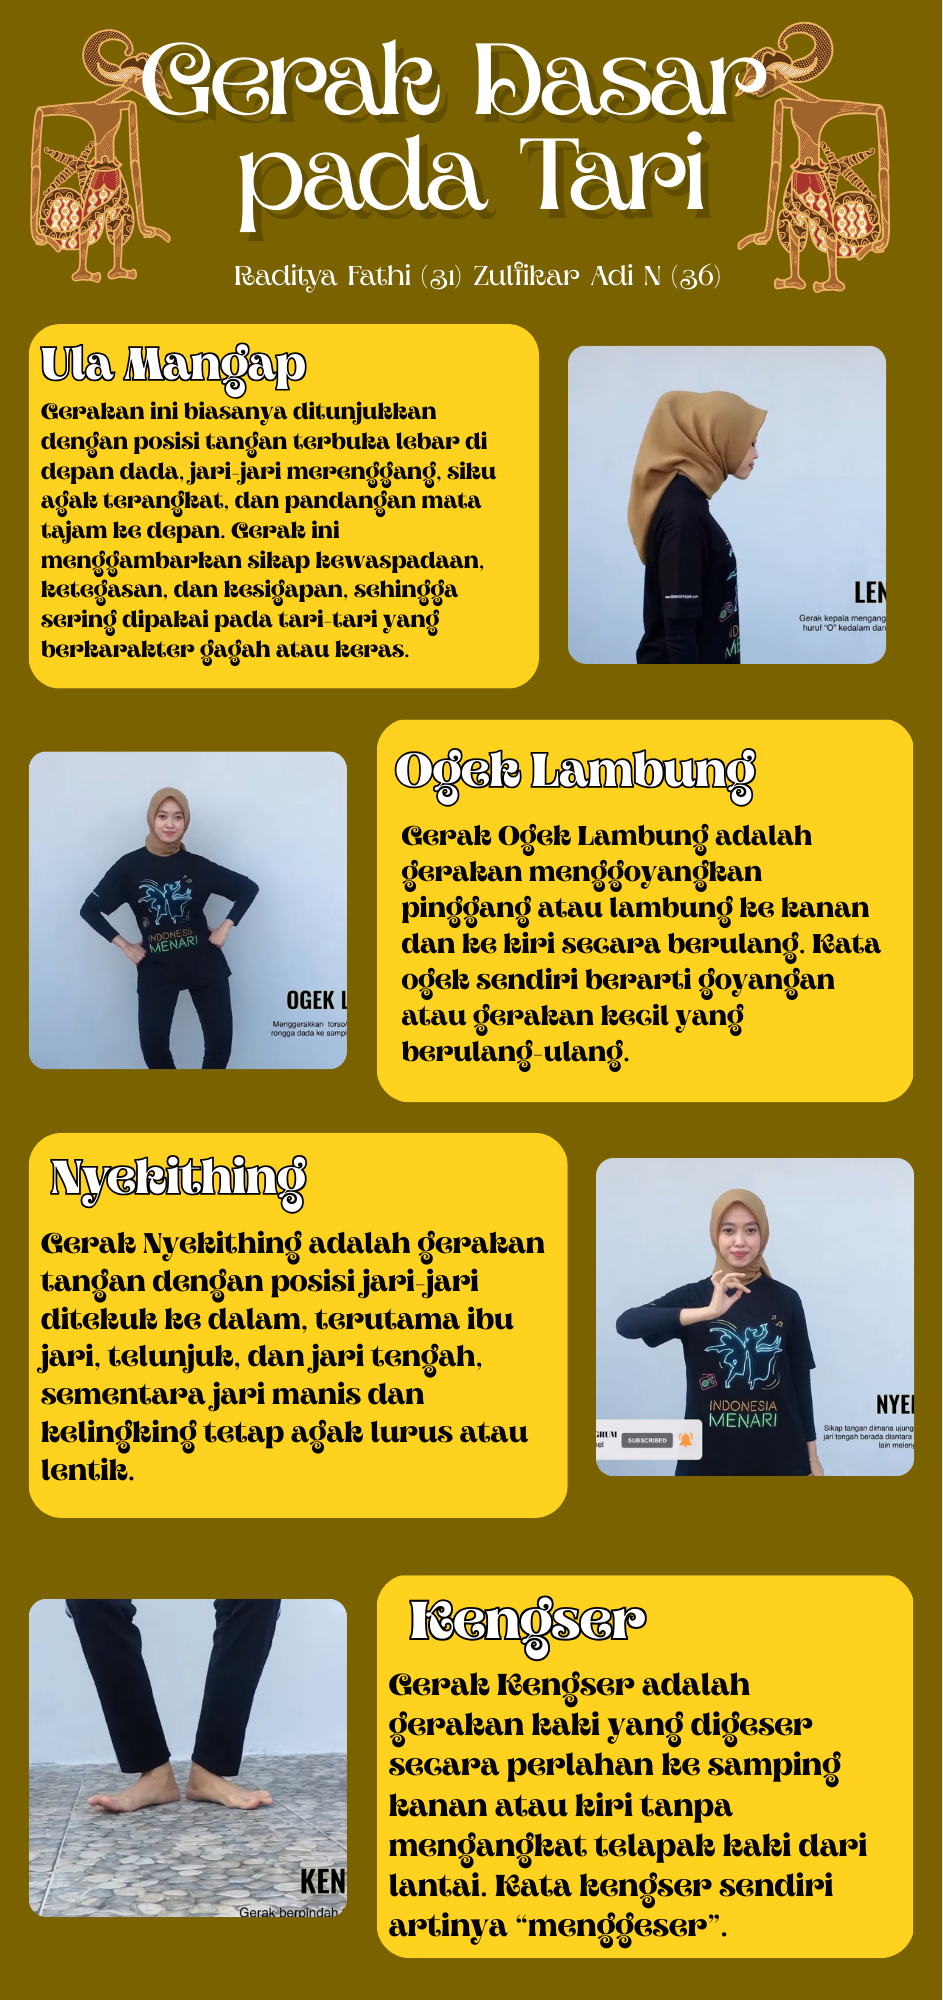 Gerak Dasar
pada Tari
Raditya Fathi (31) Zulfikar Adi N (36)
Ula Mangap
Gerakan ini biasanya ditunjukkan
dengan posisi tangan terbuka lebar di
depan dada, jari-jari merenggang, siku
agak terangkat, dan pandangan mata
tajam ke depan. Gerak ini
menggambarkan sikap kewaspadaan,
ketegasan, dan kesigapan, sehingga
sering dipakai pada tari-tari yang
berkarakter gagah atau keras.
LEN
Gerak kepala mengang
huruf "O" kedalam dan
Ogek Lambung
Gerak Ogek Lambung adalah
gerakan menggoyangkan
pinggang atau lambung ke kanan
dan ke kiri secara berulang. Kata
ogek sendiri berarti goyangan
atau gerakan kecil yang
berulang-ulang.
INDONESIA
MENARI
OGEK L
Menggerakkan torso/
rongga dada ke sampi
Nyekithing
Gerak Nyekithing adalah gerakan
tangan dengan posisi jari-jari
ditekuk ke dalam, terutama ibu
jari, telunjuk, dan jari tengah,
sementara jari manis dan
kelingking tetap agak lurus atau
lentik.
INDONESIA
MENARI
NYE
Sikap tangan dimana ujung
jari tengah berada diantara
lain meleng
GRUM
nel
SUBSCRIBED
Kengser
Gerak Kengser adalah
gerakan kaki yang digeser
secara perlahan ke samping
kanan atau kiri tanpa
mengangkat telapak kaki dari
lantai. Kata kengser sendiri
artinya “menggeser”.
KEN
Gerak berpindah